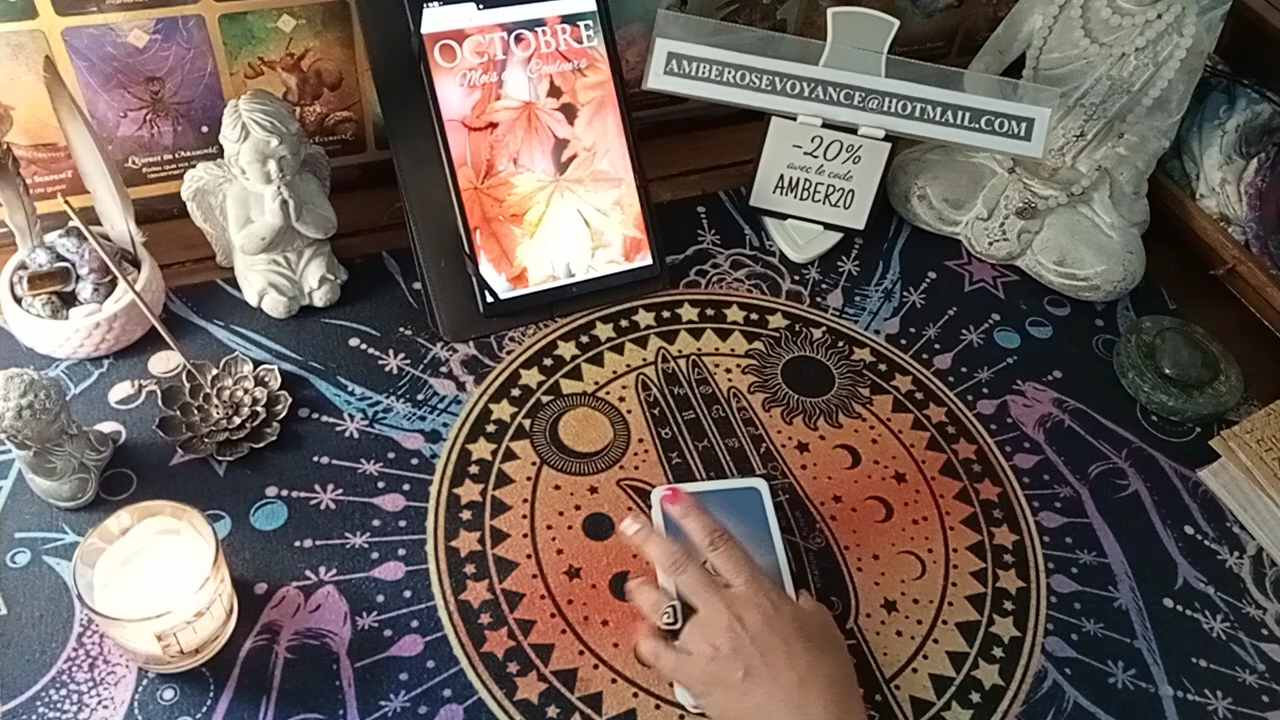 L'ESPRIT DE L'ARAIGNÉE
OCTOBRE
Mois des Couleurs
AMBEROSEVOYANCE@HOTMAIL.COM
-20%
avec le code
AMBER20